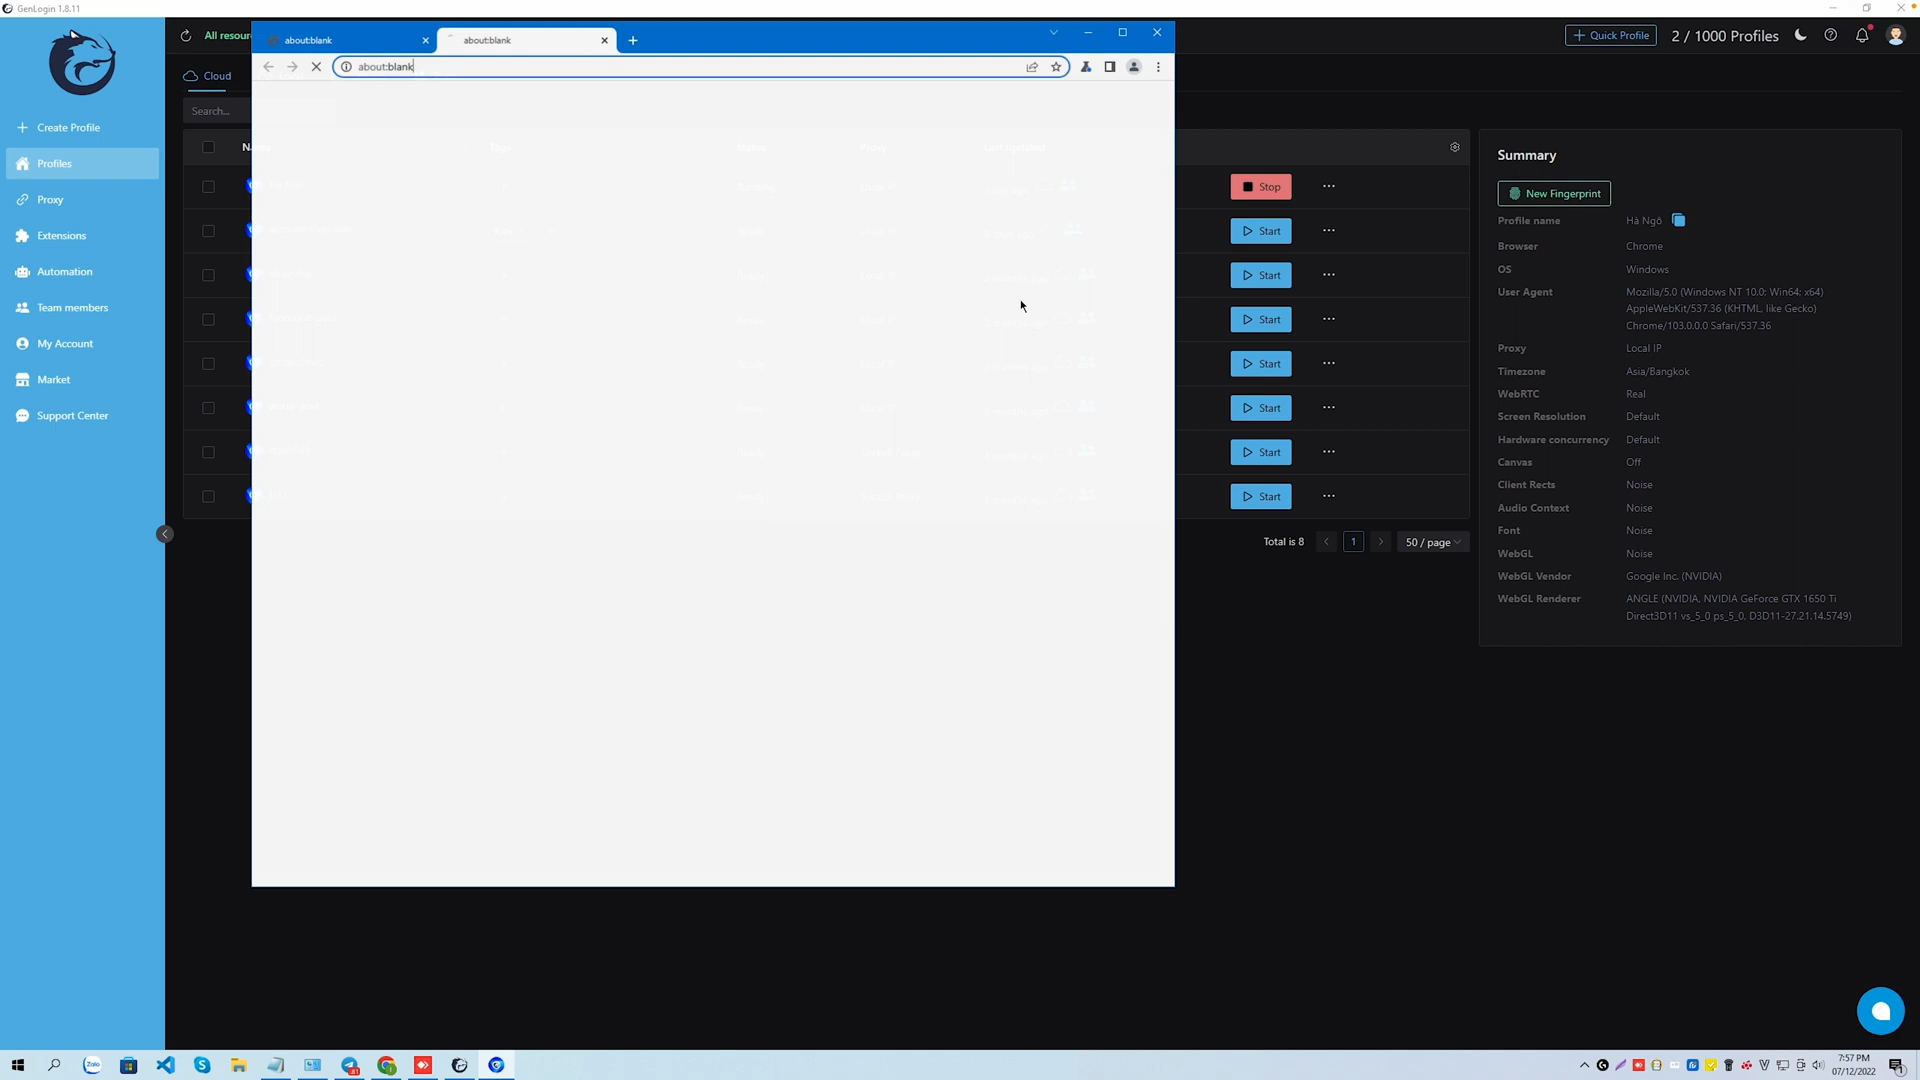 GenLogin 1.8.11
about:blank
about:blank
about:blank
All resour
Quick Profile
2 / 1000 Profiles
Cloud
Search...
Create Profile
Profiles
Proxy
Extensions
Automation
Team members
My Account
Market
Support Center
Stop
Start
Start
Start
Start
Start
Start
Start
Total is 8
1
50 / page
Summary
New Fingerprint
Profile name Hà Ngô
Browser Chrome
OS Windows
User Agent Mozilla/5.0 (Windows NT 10.0; Win64; x64)
AppleWebKit/537.36 (KHTML, like Gecko)
Chrome/103.0.0.0 Safari/537.36
Proxy Local IP
Timezone Asia/Bangkok
WebRTC Real
Screen Resolution Default
Hardware concurrency Default
Canvas Off
Client Rects Noise
Audio Context Noise
Font Noise
WebGL Noise
WebGL Vendor Google Inc. (NVIDIA)
WebGL Renderer ANGLE (NVIDIA, NVIDIA GeForce GTX 1650 Ti
Direct3D11 vs_5_0 ps_5_0, D3D11-27.21.14.5749)
Zalo
7:57 PM
07/12/2022